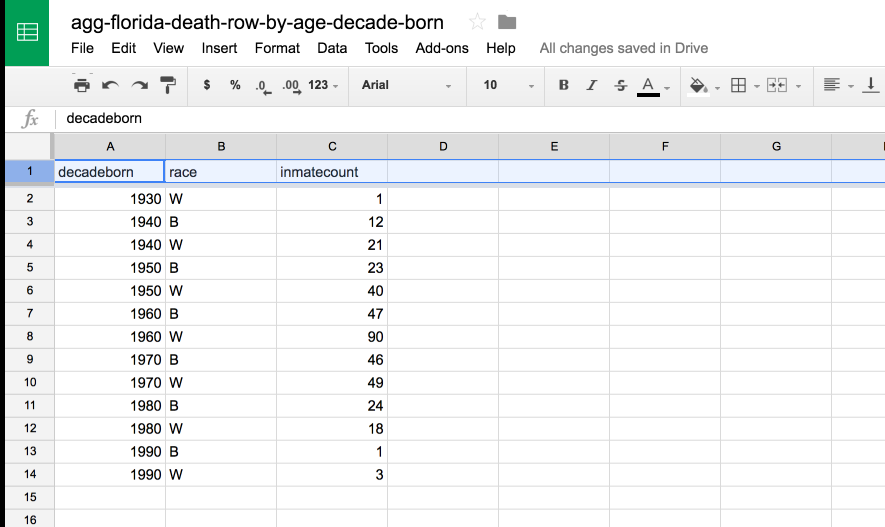 agg-florida-death-row-by-age-decade-born
File Edit View Insert Format Data Tools Add-ons Help All changes saved in Drive
$ % .0 .00 123 Arial 10 B I S A
fx decadeborn
A B C D E F G
1 decadeborn race inmatecount
2 1930 W 1
3 1940 B 12
4 1940 W 21
5 1950 B 23
6 1950 W 40
7 1960 B 47
8 1960 W 90
9 1970 B 46
10 1970 W 49
11 1980 B 24
12 1980 W 18
13 1990 B 1
14 1990 W 3
15
16